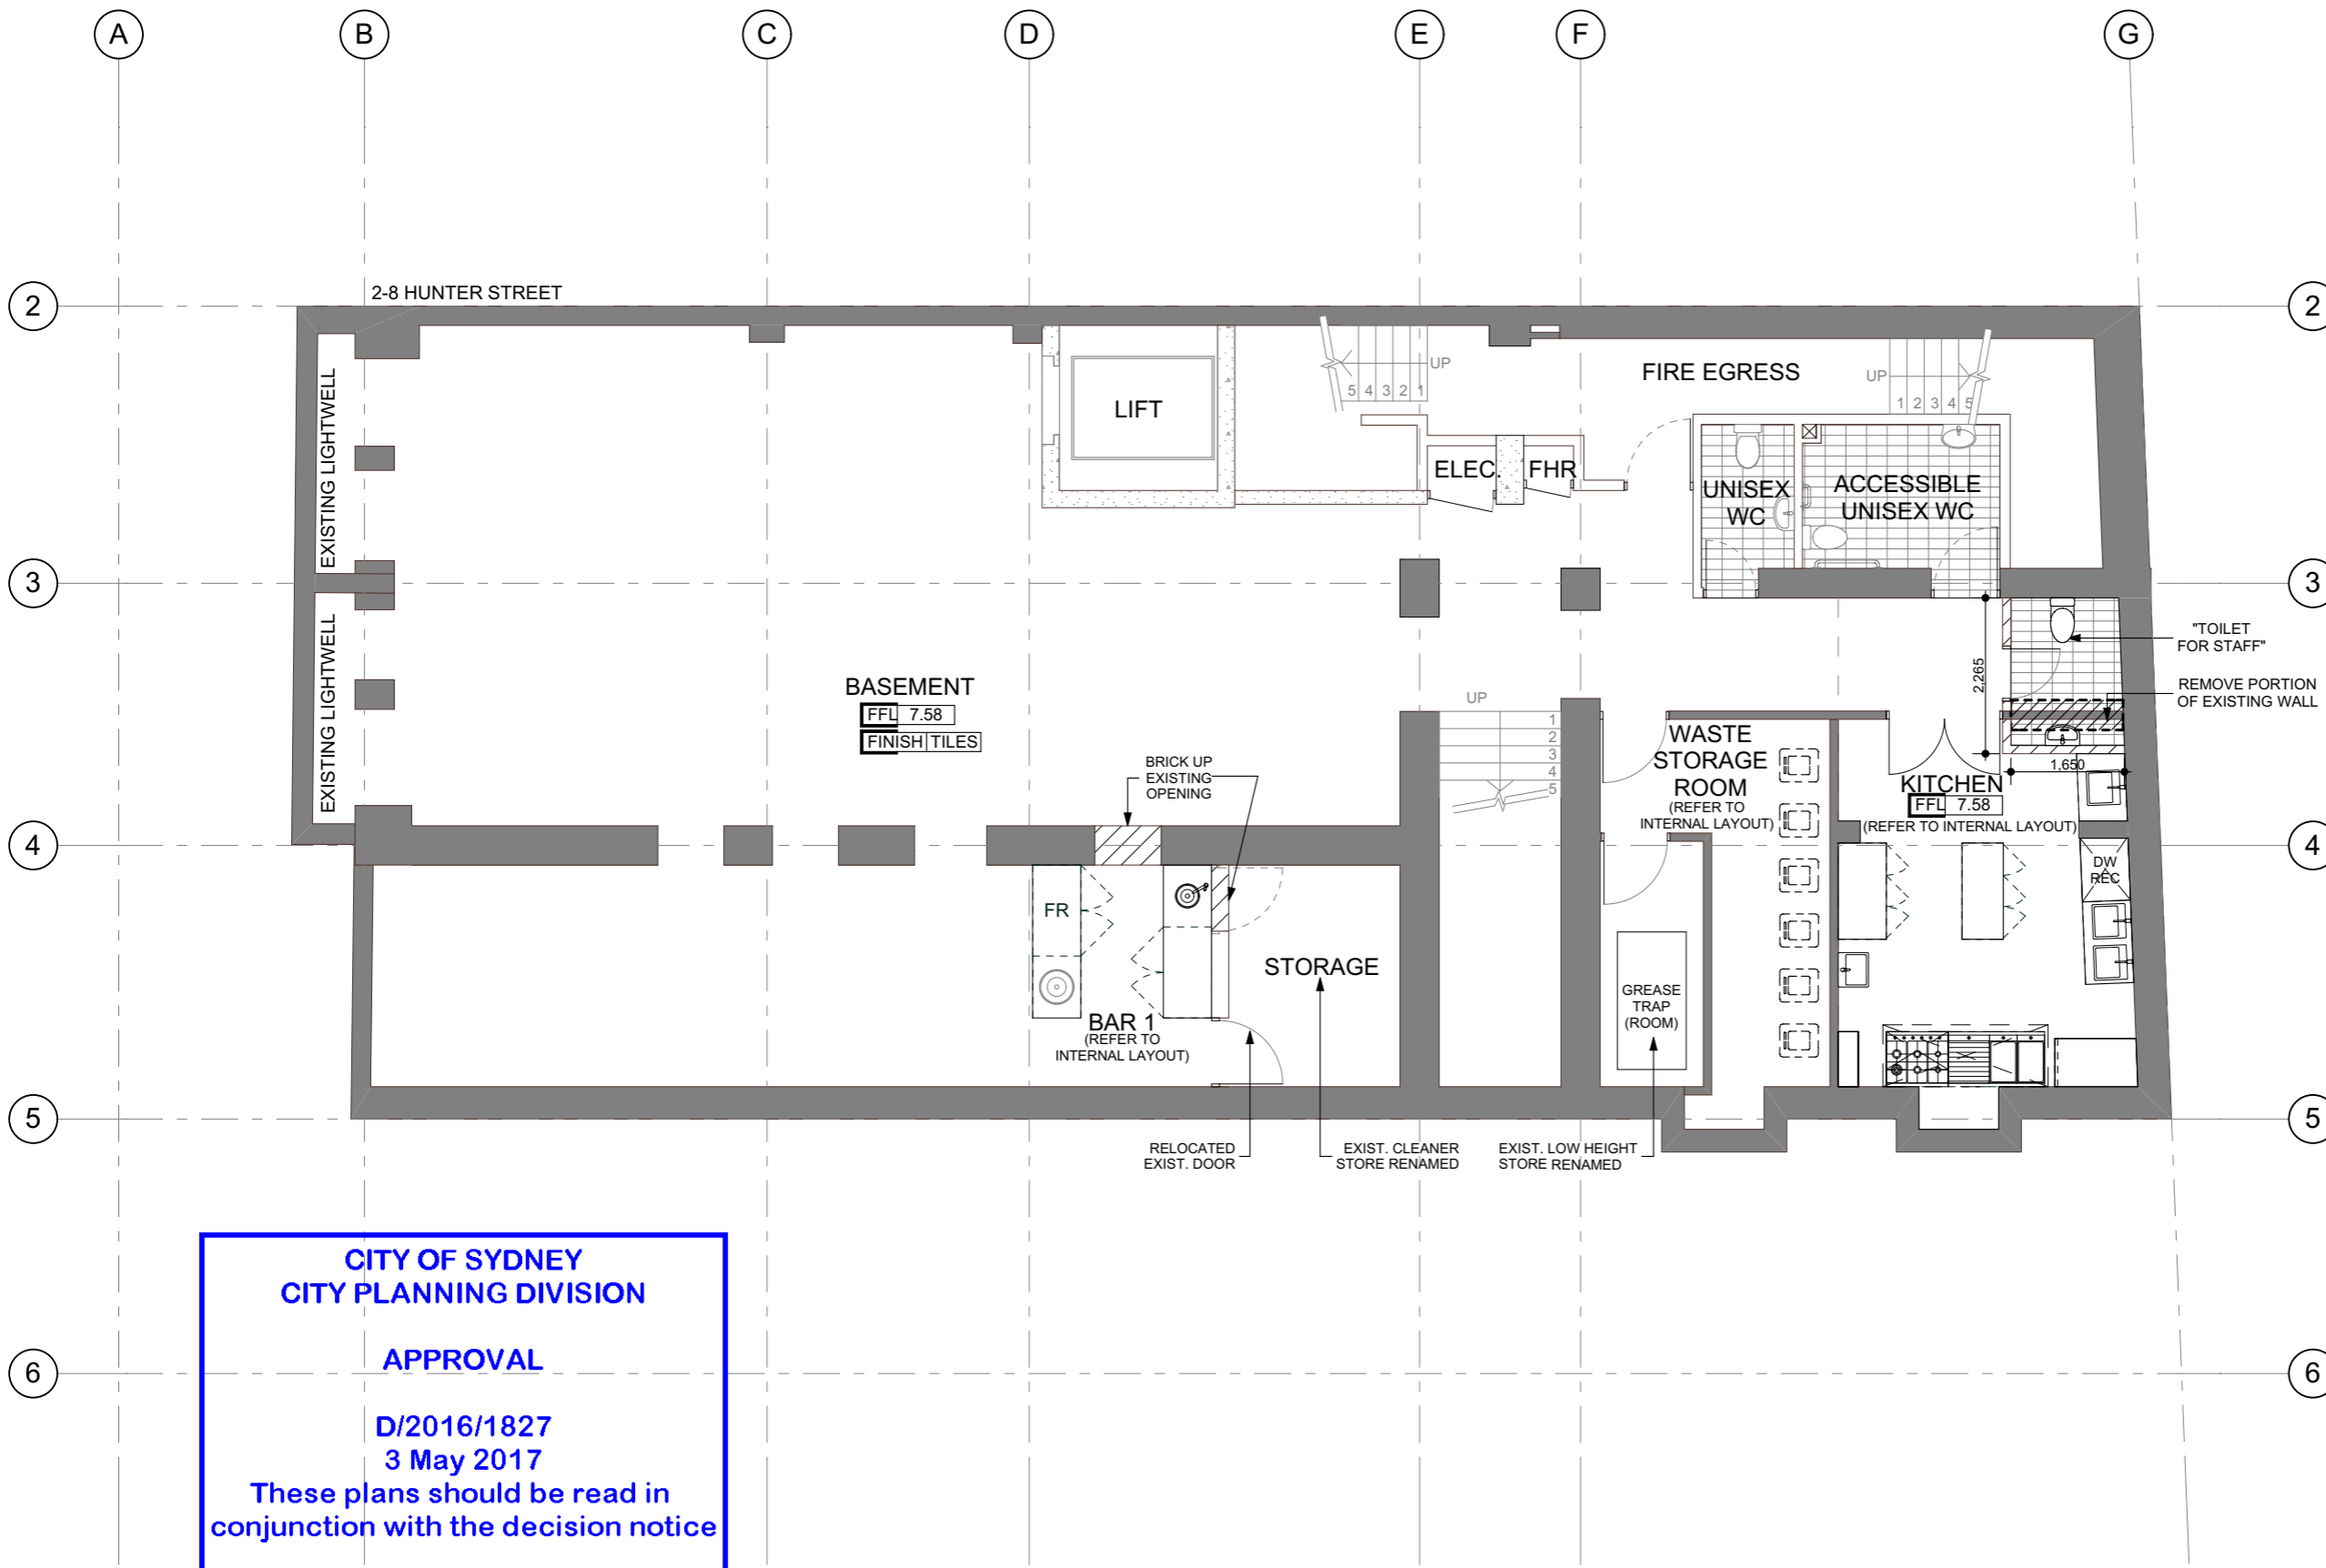 A
B
C
D
E
F
G
2
2-8 HUNTER STREET
2
EXISTING LIGHTWELL
LIFT
5 4 3 2 1
UP
FIRE EGRESS
UP
1 2 3 4 5
ELEC.
FHR
UNISEX
WC
ACCESSIBLE
UNISEX WC
3
3
EXISTING LIGHTWELL
"TOILET
FOR STAFF"
2,265
REMOVE PORTION
OF EXISTING WALL
BASEMENT
FFL 7.58
FINISH TILES
UP
1
2
3
4
5
BRICK UP
EXISTING
OPENING
WASTE
STORAGE
ROOM
(REFER TO
INTERNAL LAYOUT)
1,650
KITCHEN
FFL 7.58
(REFER TO INTERNAL LAYOUT)
4
4
DW
REC
FR
STORAGE
BAR 1
(REFER TO
INTERNAL LAYOUT)
GREASE
TRAP
(ROOM)
5
5
RELOCATED
EXIST. DOOR
EXIST. CLEANER
STORE RENAMED
EXIST. LOW HEIGHT
STORE RENAMED
CITY OF SYDNEY
CITY PLANNING DIVISION
APPROVAL
6
6
D/2016/1827
3 May 2017
These plans should be read in
conjunction with the decision notice